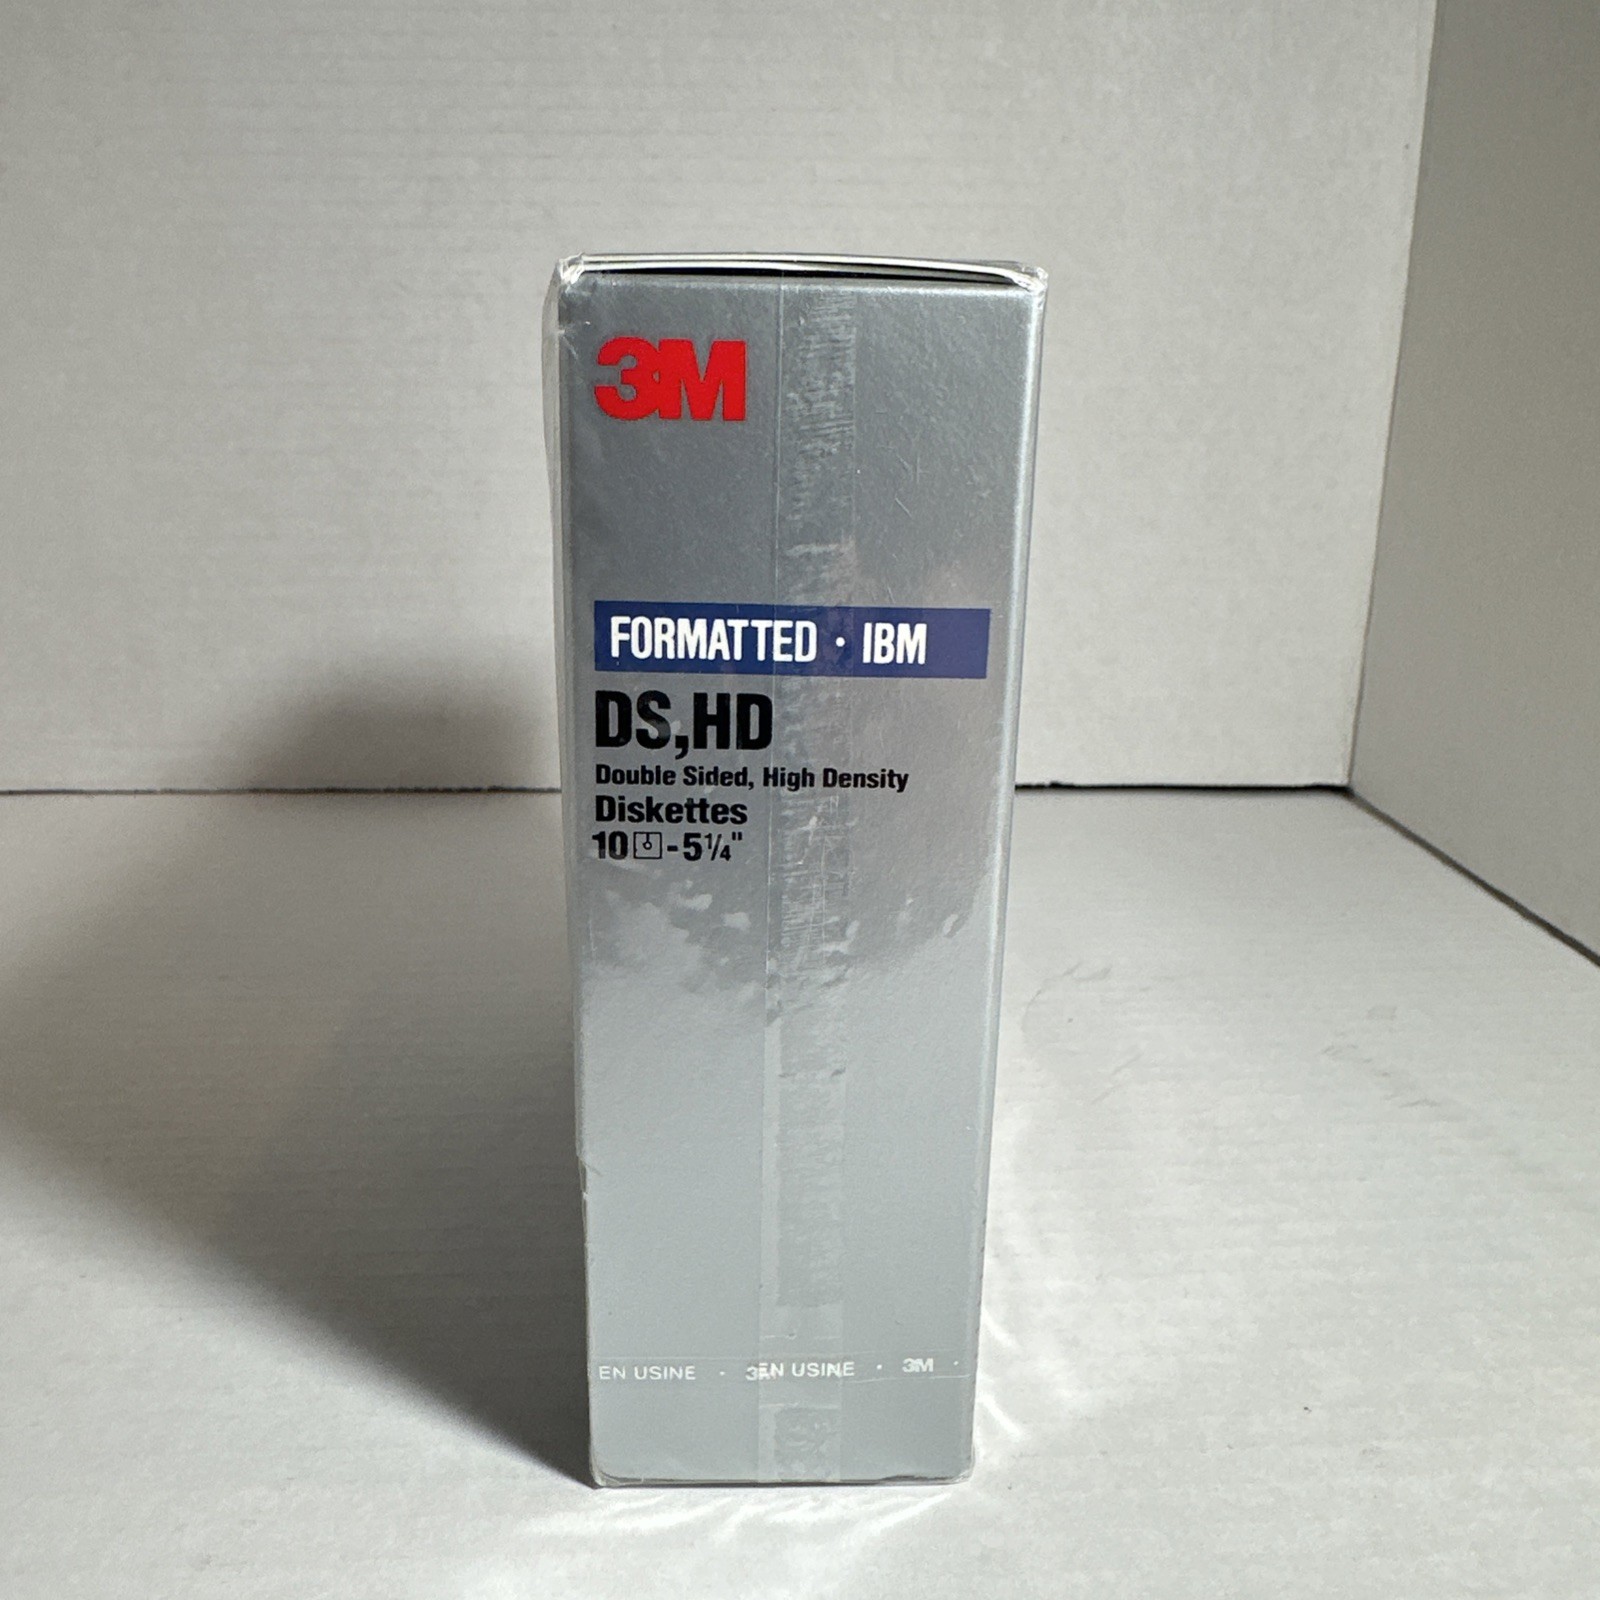 3M
FORMATTED · IBM
DS,HD
Double Sided, High Density
Diskettes
10 - 5¼"
EN USINE · 3M EN USINE · 3M ·